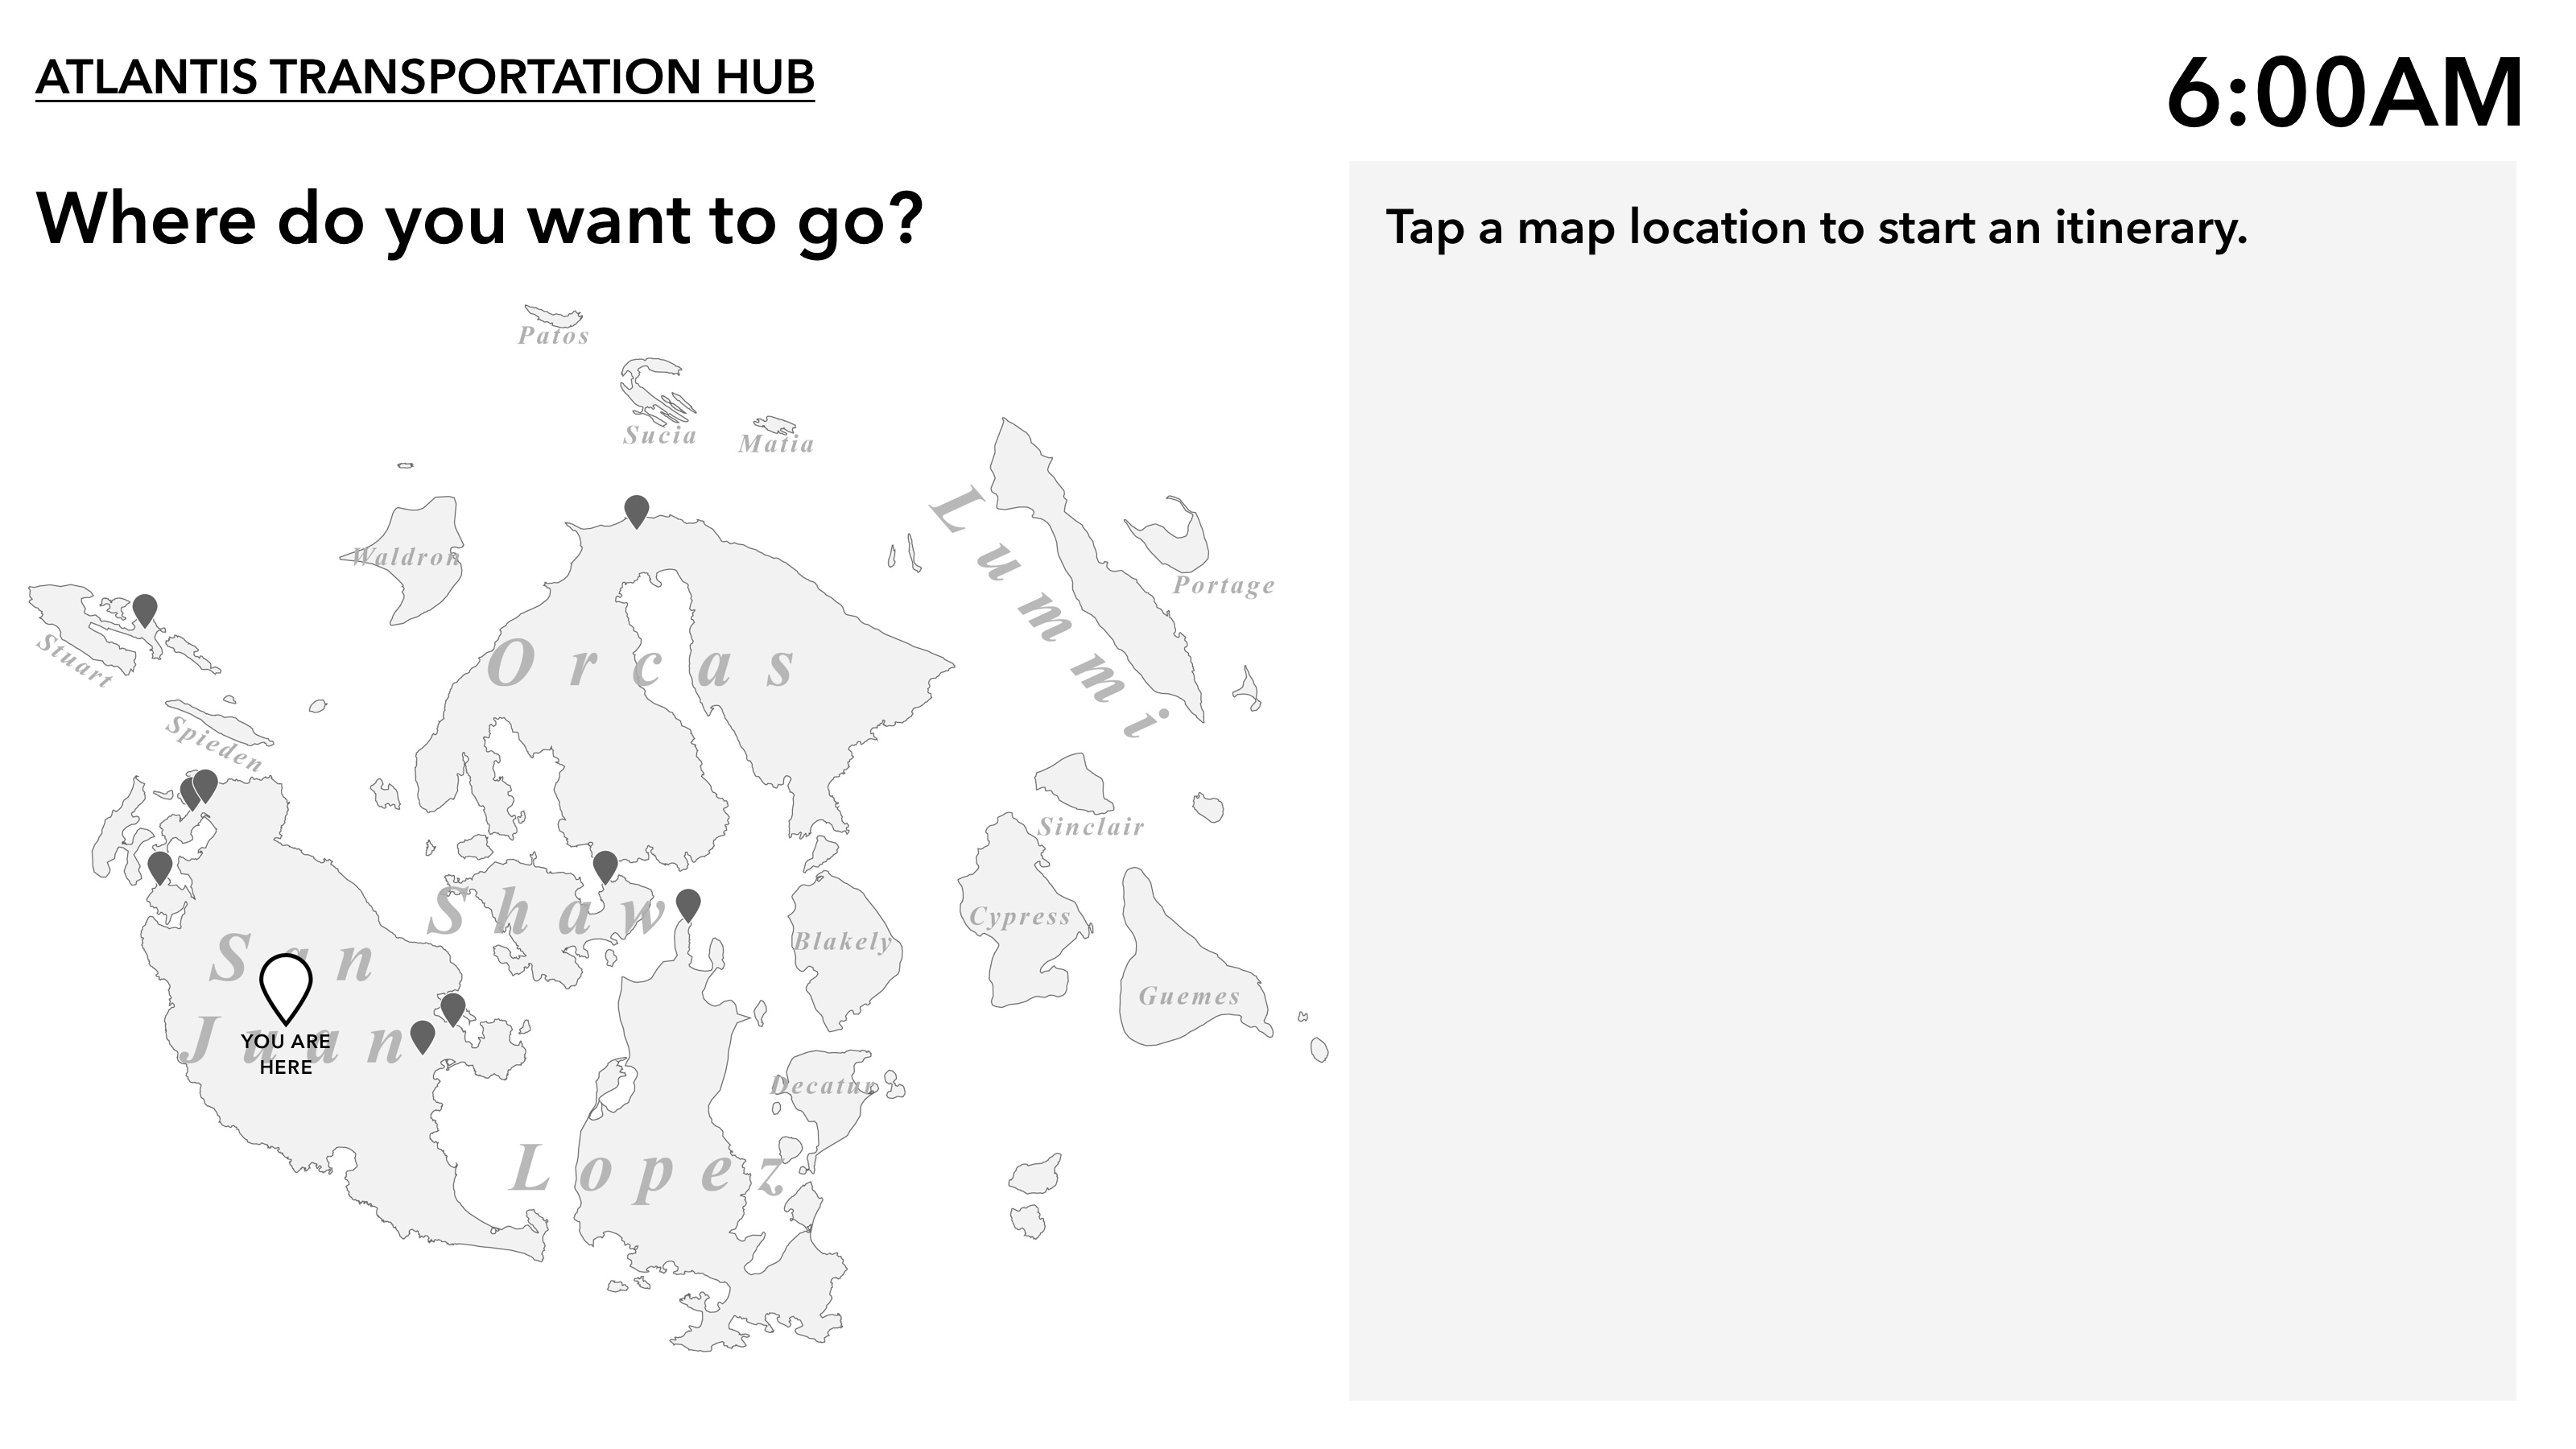 ATLANTIS TRANSPORTATION HUB
6:00AM
Where do you want to go?
Tap a map location to start an itinerary.
Patos
Sucia
Matia
Lummi
Waldron
Portage
Orcas
Stuart
Spieden
Sinclair
Shaw
Cypress
Blakely
San
Guemes
Juan
YOU ARE
HERE
Decatur
Lopez